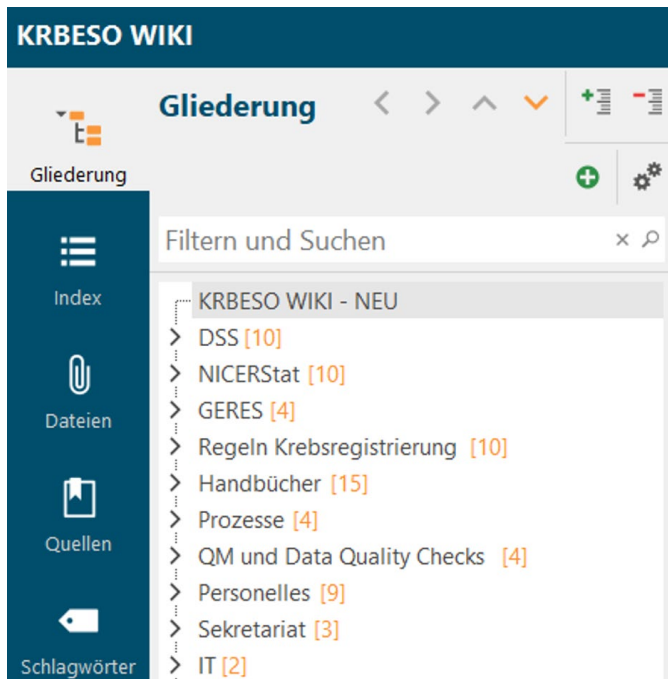 KRBESO WIKI
Gliederung
Gliederung
Filtern und Suchen
Index
KRBESO WIKI - NEU
DSS [10]
NICERStat [10]
GERES [4]
Dateien
Regeln Krebsregistrierung [10]
Handbücher [15]
Prozesse [4]
Quellen
QM und Data Quality Checks [4]
Personelles [9]
Sekretariat [3]
Schlagwörter
IT [2]